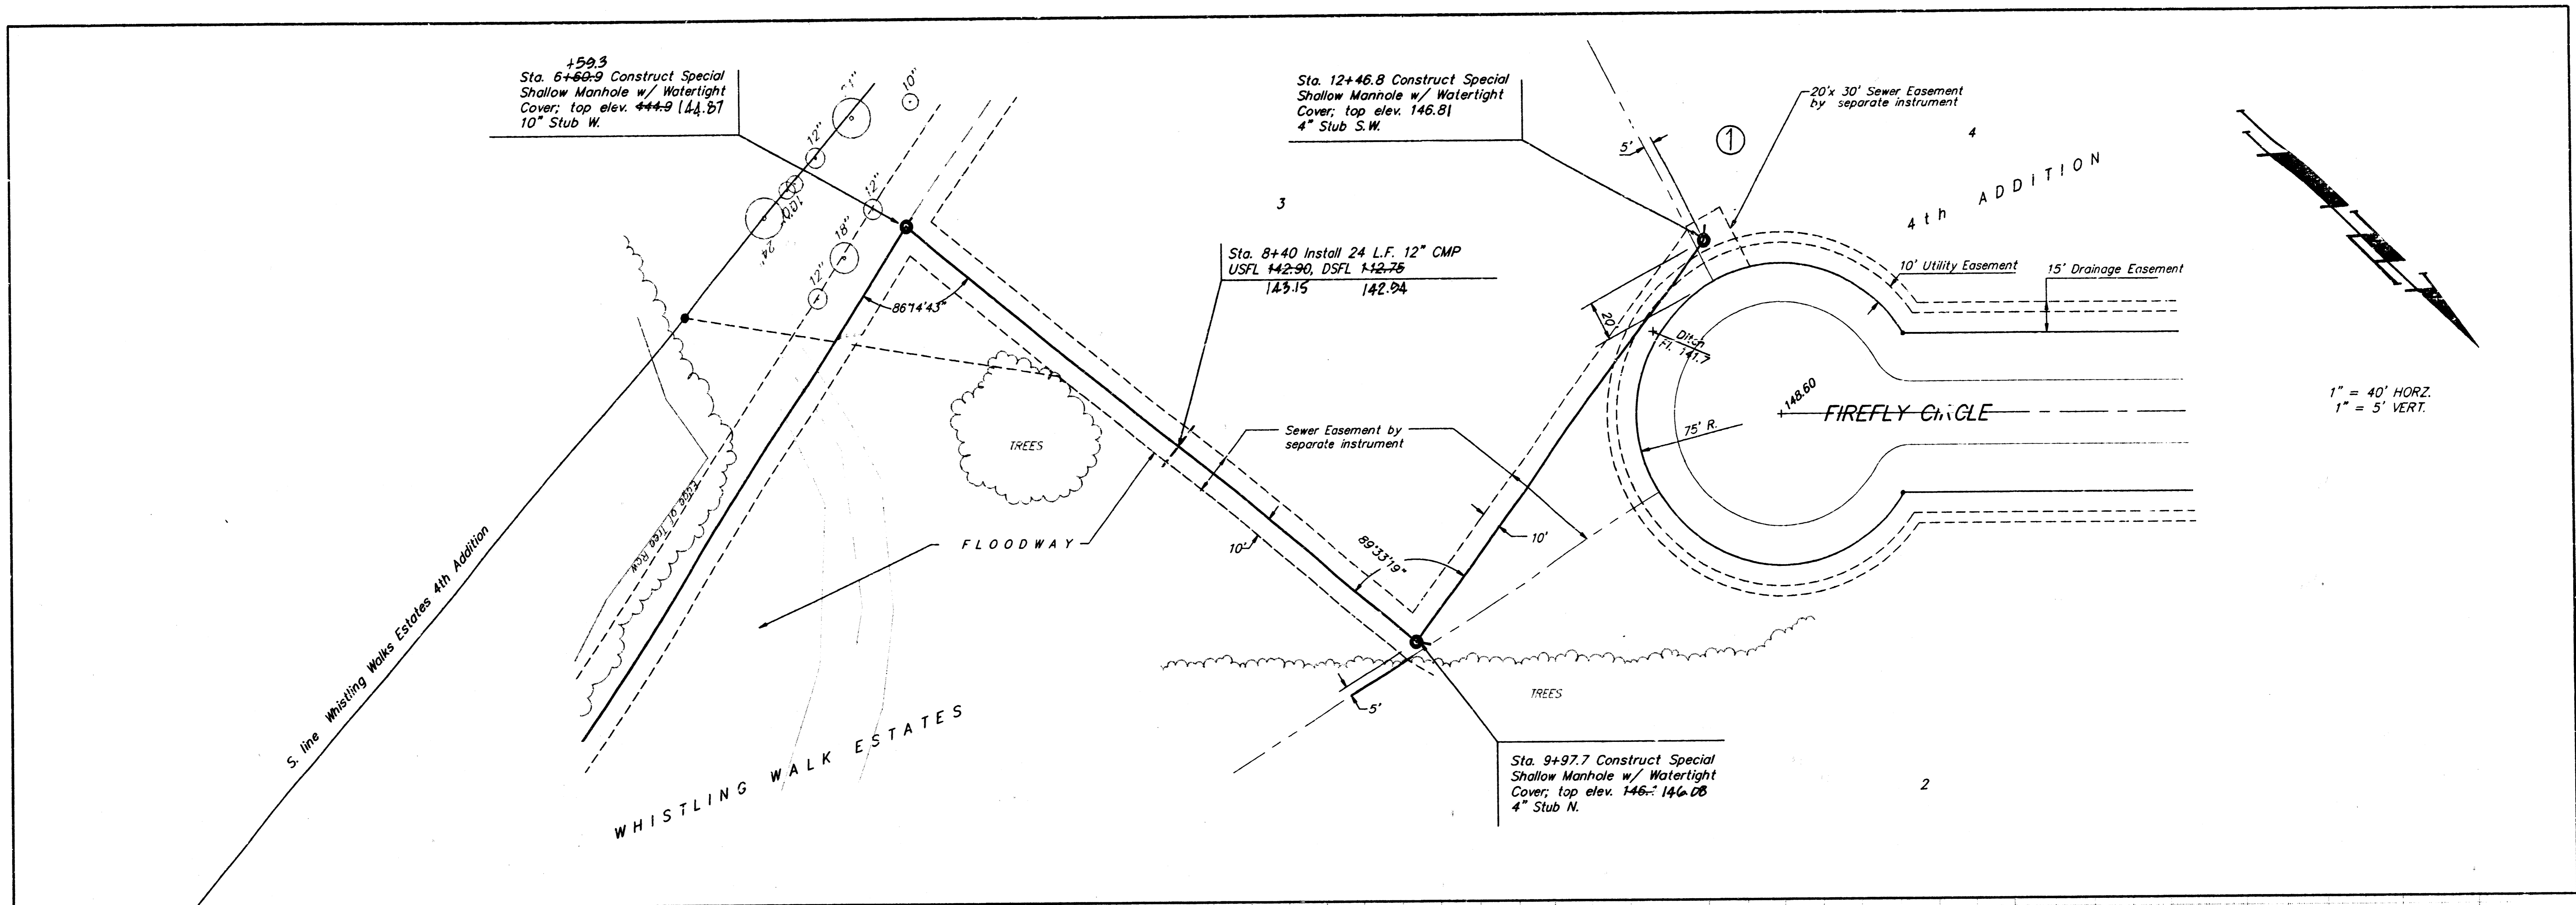 +59.3
Sta. 6+60.9 Construct Special
Shallow Manhole w/ Watertight
Cover; top elev. 444.9 144.87
10" Stub W.
Sta. 12+46.8 Construct Special
Shallow Manhole w/ Watertight
Cover; top elev. 146.81
4" Stub S.W.
20'x 30' Sewer Easement
by separate instrument
1
4
4th ADDITION
5'
10"
12"
12"
24"
18"
12"
3
Sta. 8+40 Install 24 L.F. 12" CMP
USFL 142.90, DSFL 142.75
143.15 142.94
10' Utility Easement
15' Drainage Easement
86°14'43"
20'
Ditch
Fl. 141.7
148.60
FIREFLY CIRCLE
75' R.
1" = 40' HORZ.
1" = 5' VERT.
TREES
Sewer Easement by
separate instrument
Edge of Tree Row
FLOODWAY
10'
89°33'19"
10'
S. line Whistling Walks Estates 4th Addition
5'
TREES
WHISTLING WALK ESTATES
Sta. 9+97.7 Construct Special
Shallow Manhole w/ Watertight
Cover; top elev. 146.08
4" Stub N.
2